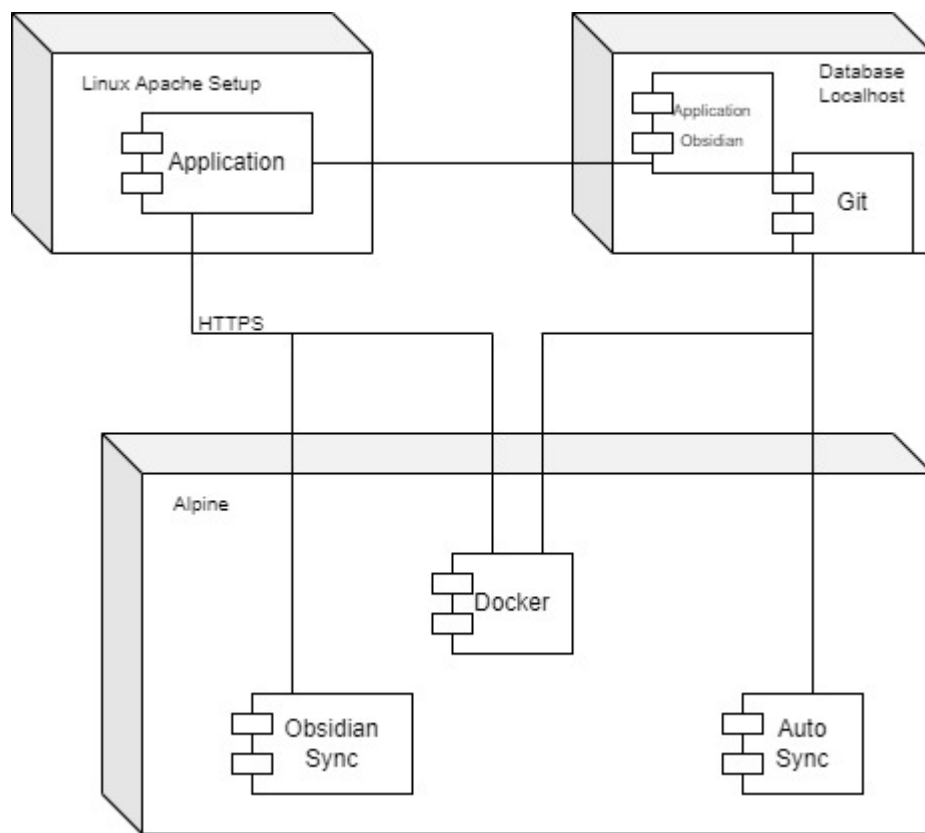 Linux Apache Setup
Application
Database
Localhost
Application
Obsidian
Git
HTTPS
Alpine
Docker
Obsidian
Sync
Auto
Sync